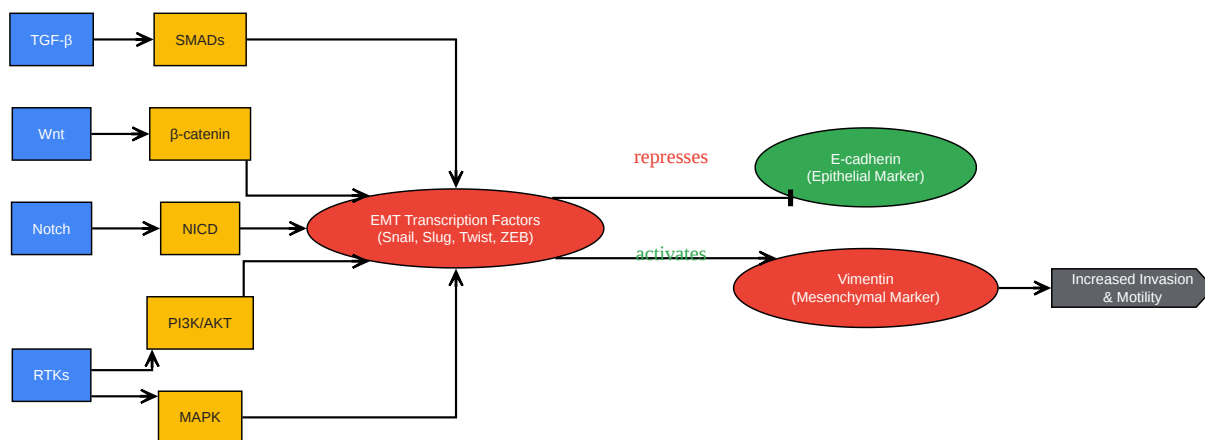 TGF-β
SMADs
Wnt
β-catenin
represses
E-cadherin
(Epithelial Marker)
Notch
NICD
EMT Transcription Factors
(Snail, Slug, Twist, ZEB)
activates
Vimentin
(Mesenchymal Marker)
Increased Invasion
& Motility
PI3K/AKT
RTKs
MAPK